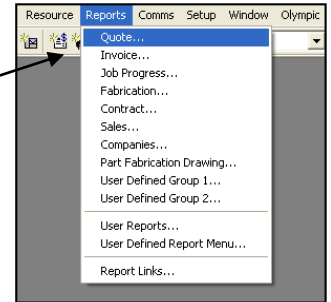 Resource Reports Comms Setup Window Olympic
Quote...
Invoice...
Job Progress...
Fabrication...
Contract...
Sales...
Companies...
Part Fabrication Drawing...
User Defined Group 1...
User Defined Group 2...
User Reports...
User Defined Report Menu...
Report Links...